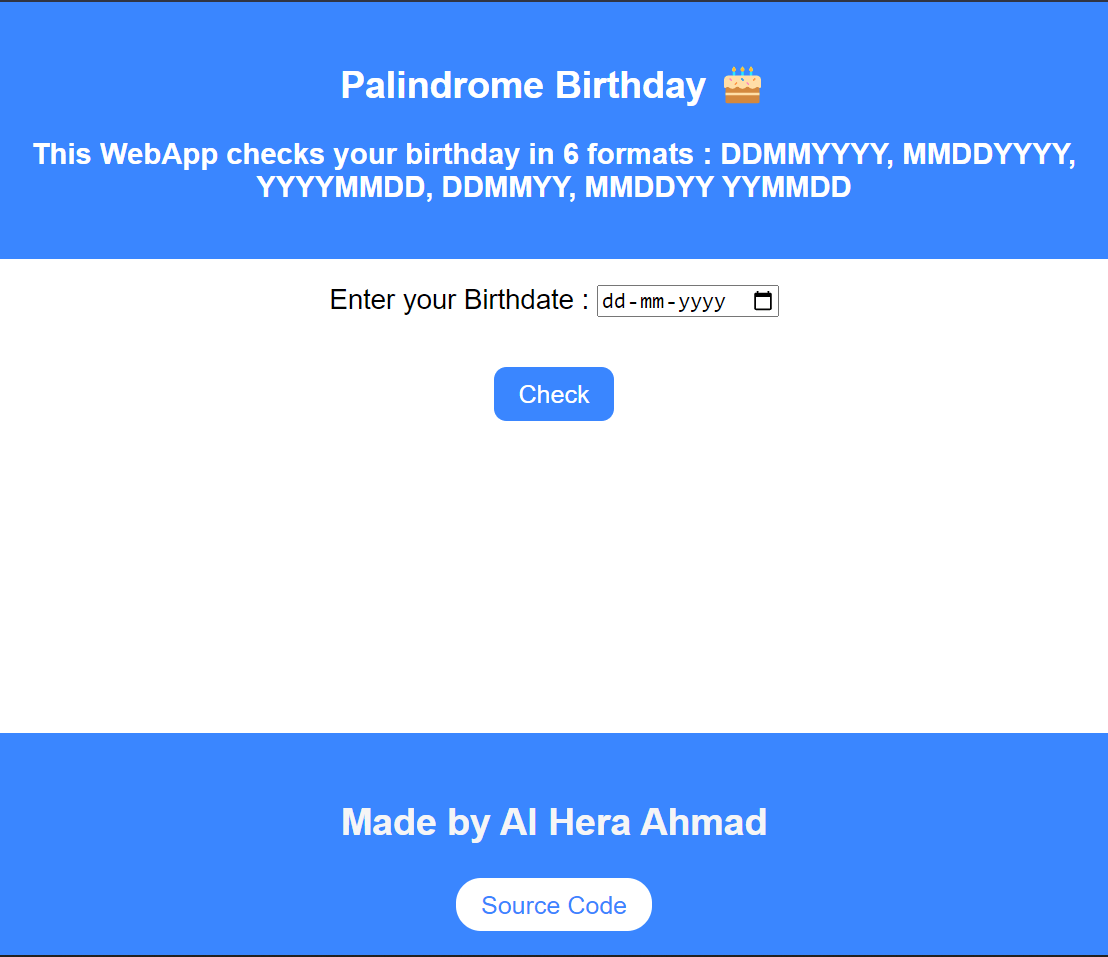 Palindrome Birthday 🎂
This WebApp checks your birthday in 6 formats : DDMMYYYY, MMDDYYYY,
YYYYMMDD, DDMMYY, MMDDYY YYMMDD
Enter your Birthdate : dd-mm-yyyy
Check
Made by Al Hera Ahmad
Source Code